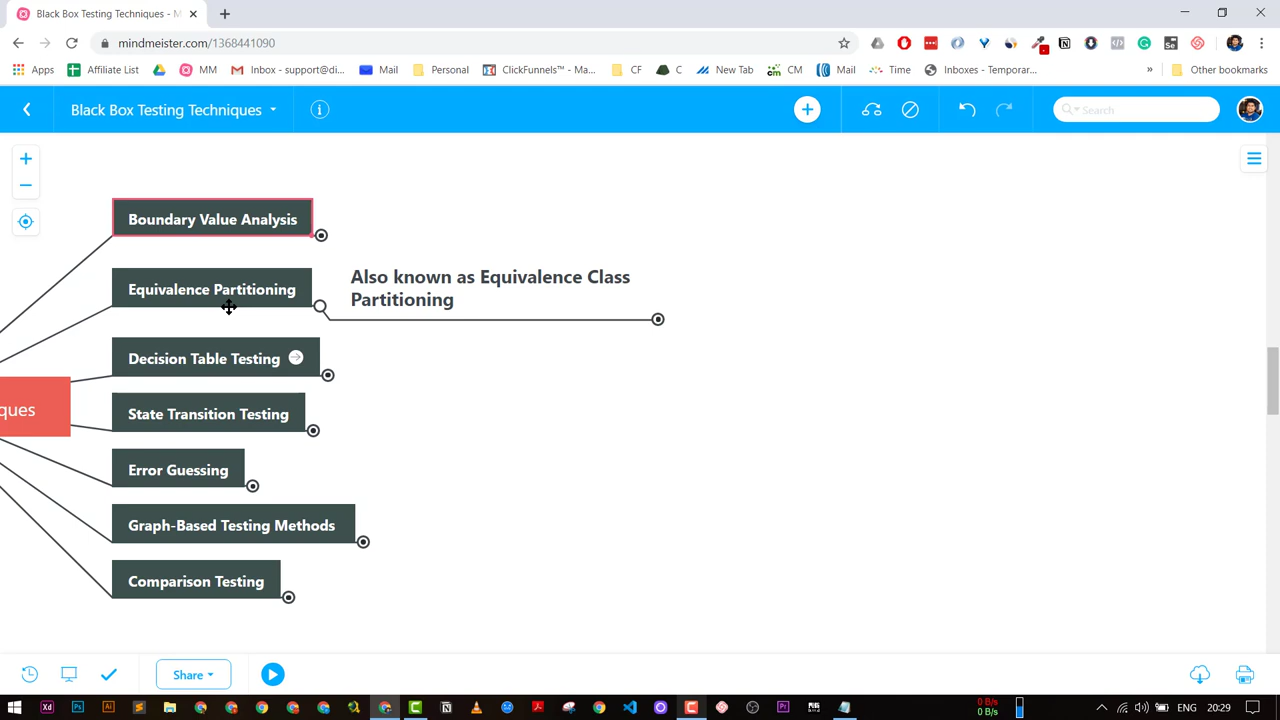 Black Box Testing Techniques - M
mindmeister.com/1368441090
Apps
Affiliate List
MM
Inbox - support@di...
Mail
Personal
ClickFunnels™ - Ma...
CF
C
New Tab
CM
Mail
Time
Inboxes - Temporar...
»
Other bookmarks
Black Box Testing Techniques
Search
Boundary Value Analysis
Also known as Equivalence Class
Partitioning
Equivalence Partitioning
Decision Table Testing
ques
State Transition Testing
Error Guessing
Graph-Based Testing Methods
Comparison Testing
Share
0 B/s
0 B/s
ENG
20:29